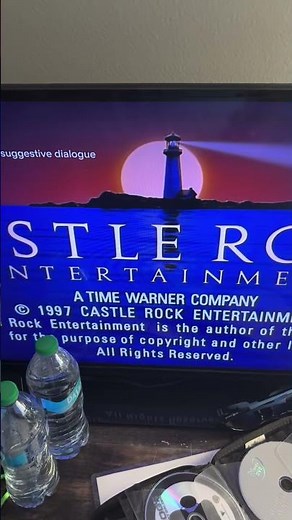 suggestive dialogue
STLE RO
NTERTAINME
A TIME WARNER COMPANY
© 1997 CASTLE ROCK ENTERTAINME
Rock Entertainment is the author of th
for the purpose of copyright and other l
All Rights Reserved.